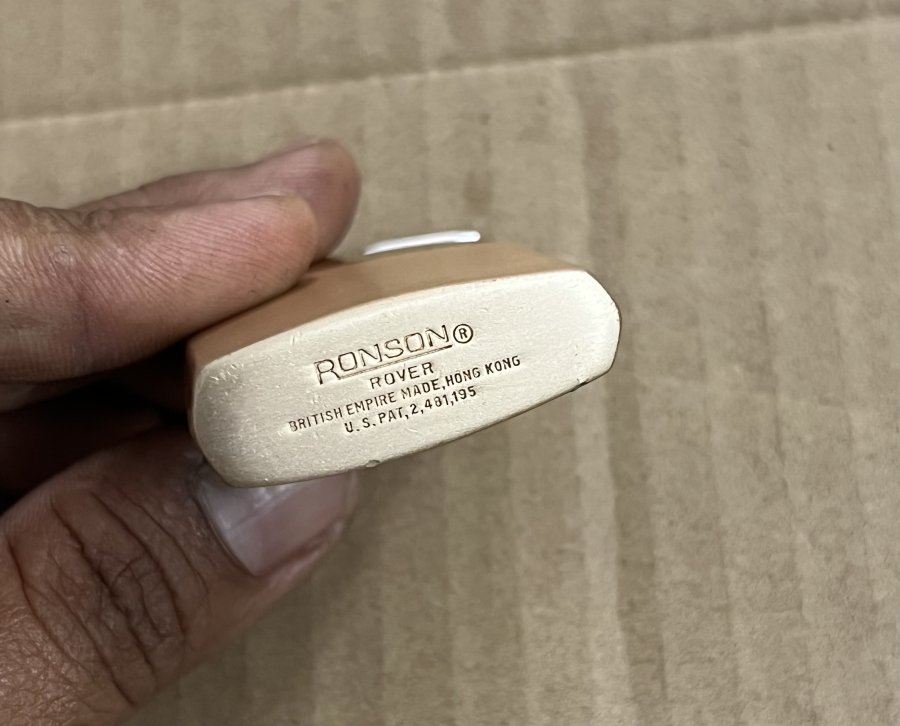 RONSON®
ROVER
BRITISH EMPIRE MADE, HONG KONG
U.S. PAT, 2,481,195